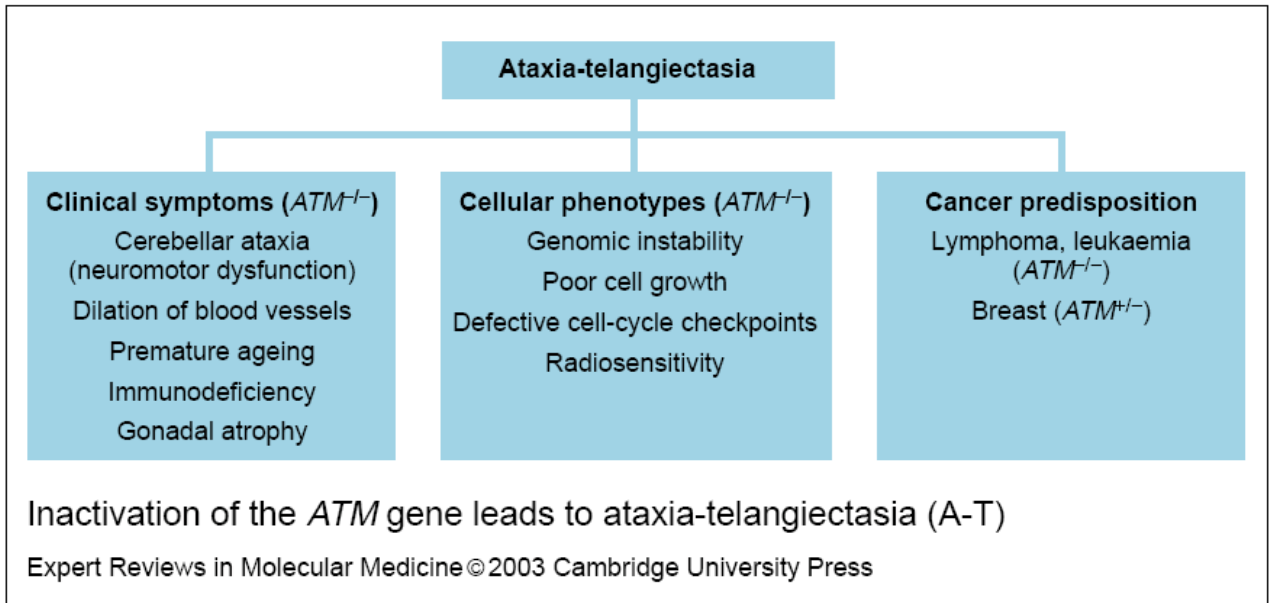 Ataxia-telangiectasia
Clinical symptoms (ATM–/–)
Cerebellar ataxia
(neuromotor dysfunction)
Dilation of blood vessels
Premature ageing
Immunodeficiency
Gonadal atrophy
Cellular phenotypes (ATM–/–)
Genomic instability
Poor cell growth
Defective cell-cycle checkpoints
Radiosensitivity
Cancer predisposition
Lymphoma, leukaemia
(ATM–/–)
Breast (ATM+/–)
Inactivation of the ATM gene leads to ataxia-telangiectasia (A-T)
Expert Reviews in Molecular Medicine©2003 Cambridge University Press